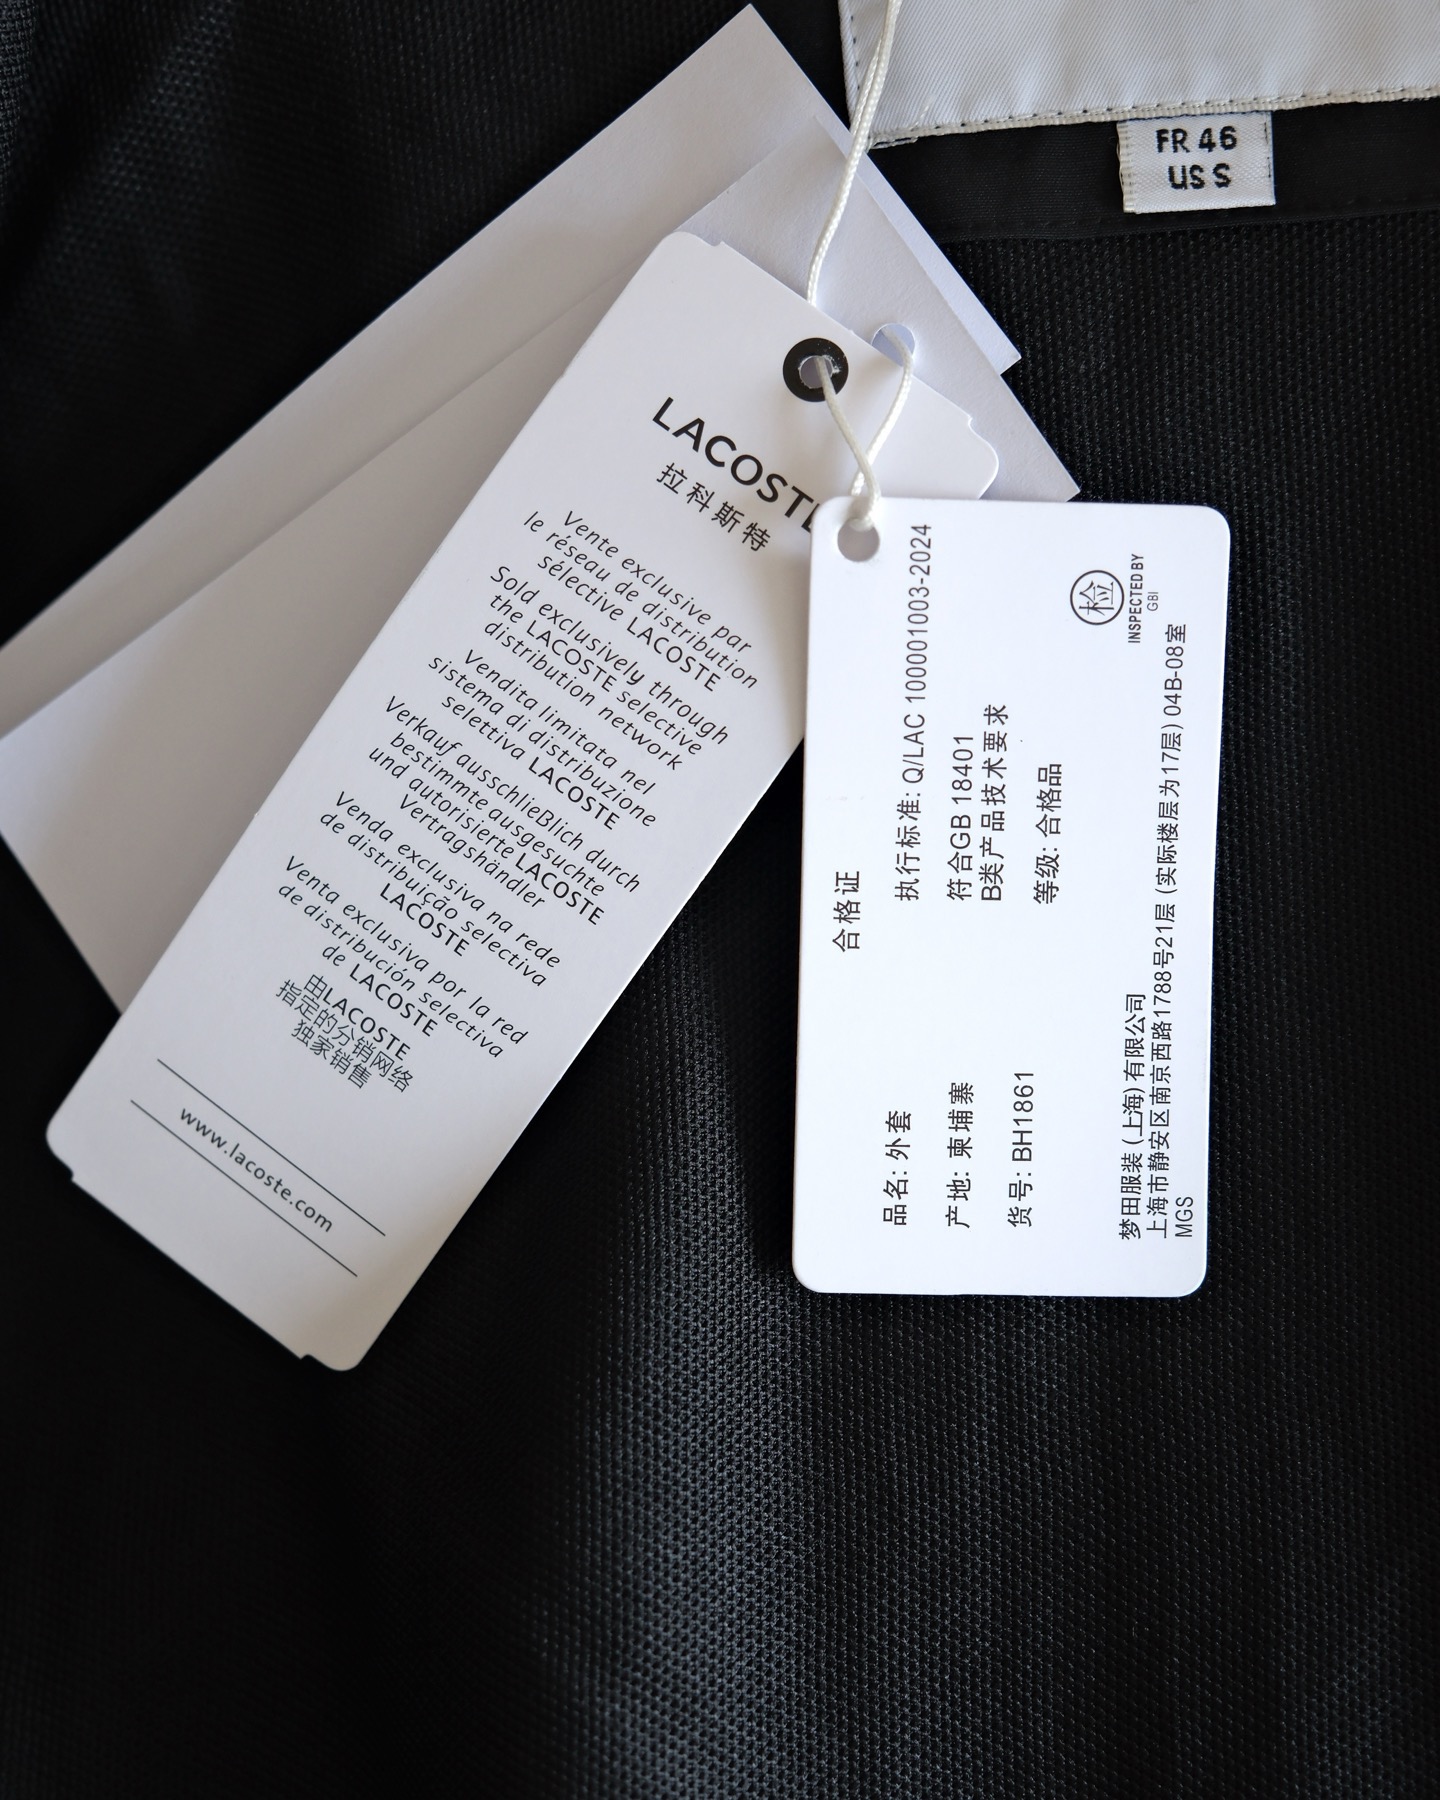 FR 46
US S
LACOSTE
拉科斯特
Vente exclusive par
le réseau de distribution
sélective LACOSTE
Sold exclusively through
the LACOSTE selective
distribution network
Vendita limitata nel
sistema di distribuzione
selettiva LACOSTE
Verkauf ausschließlich durch
bestimmte ausgesuchte
und autorisierte LACOSTE
Vertragshändler
Venda exclusiva na rede
de distribuição selectiva
LACOSTE
Venta exclusiva por la red
de distribución selectiva
de LACOSTE
由LACOSTE
指定的分销网络
独家销售
www.lacoste.com
合格证
品名: 外套
执行标准: Q/LAC 100001003-2024
产地: 柬埔寨
符合GB 18401
B类产品技术要求
货号: BH1861
等级: 合格品
检
INSPECTED BY
GBI
梦田服装 (上海) 有限公司
上海市静安区南京西路1788号21层 (实际楼层为17层) 04B-08室
MGS